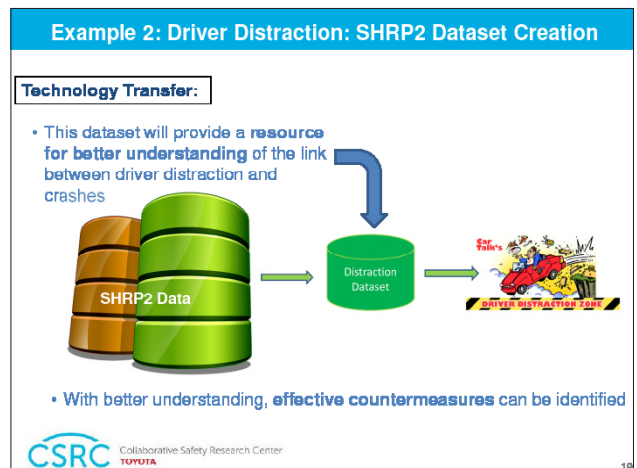 Example 2: Driver Distraction: SHRP2 Dataset Creation
Technology Transfer:
• This dataset will provide a resource
for better understanding of the link
between driver distraction and
crashes
SHRP2 Data
Distraction
Dataset
Car
Talk's
DRIVER DISTRACTION ZONE
• With better understanding, effective countermeasures can be identified
CSRC
Collaborative Safety Research Center
TOYOTA